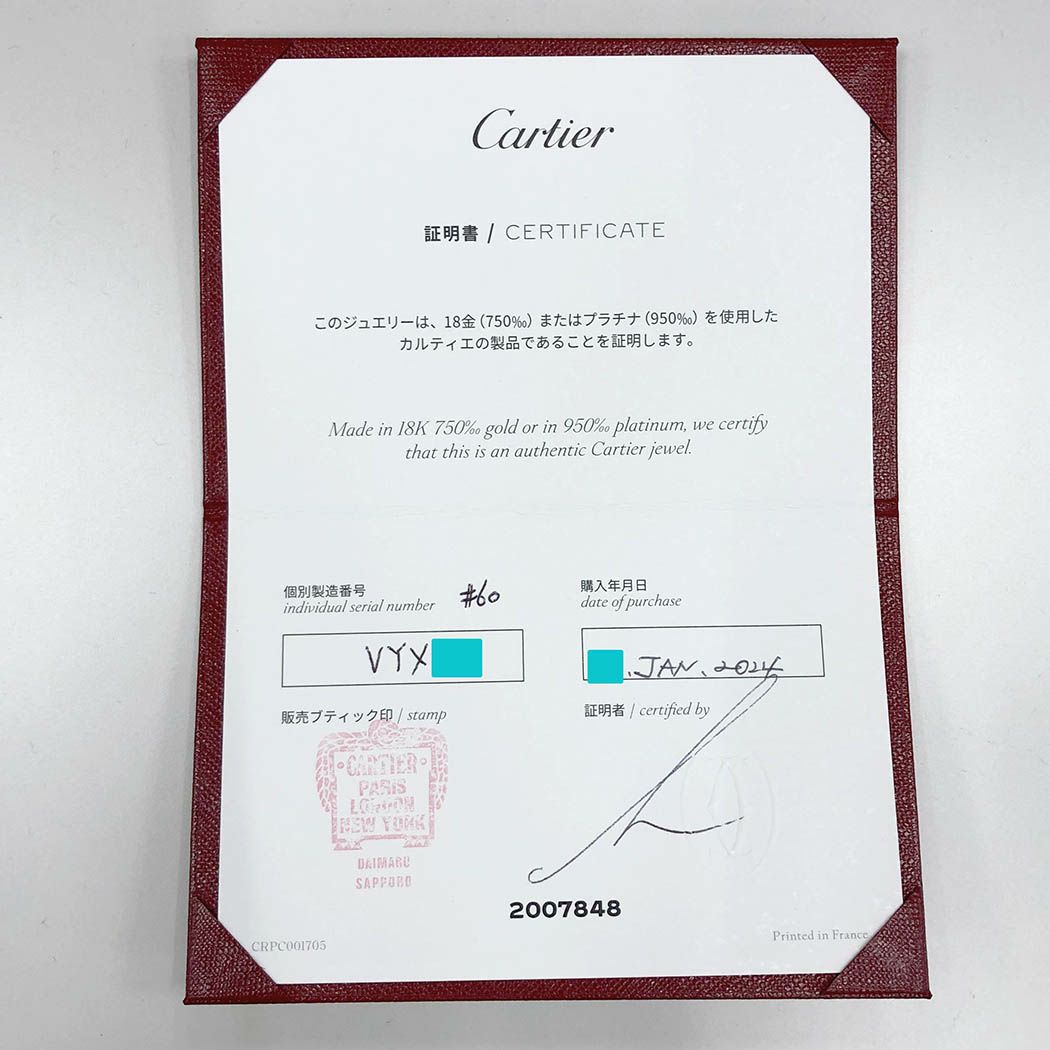 Cartier
証明書 / CERTIFICATE
このジュエリーは、18金（750‰）またはプラチナ（950‰）を使用した
カルティエの製品であることを証明します。
Made in 18K 750‰ gold or in 950‰ platinum, we certify
that this is an authentic Cartier jewel.
個別製造番号
individual serial number #60
VYX
購入年月日
date of purchase
.JAN.2024
販売ブティック印 / stamp
CARTIER
PARIS
LONDON
NEW YORK
DAIMARU
SAPPORO
証明者 / certified by
2007848
CRPC001705
Printed in France